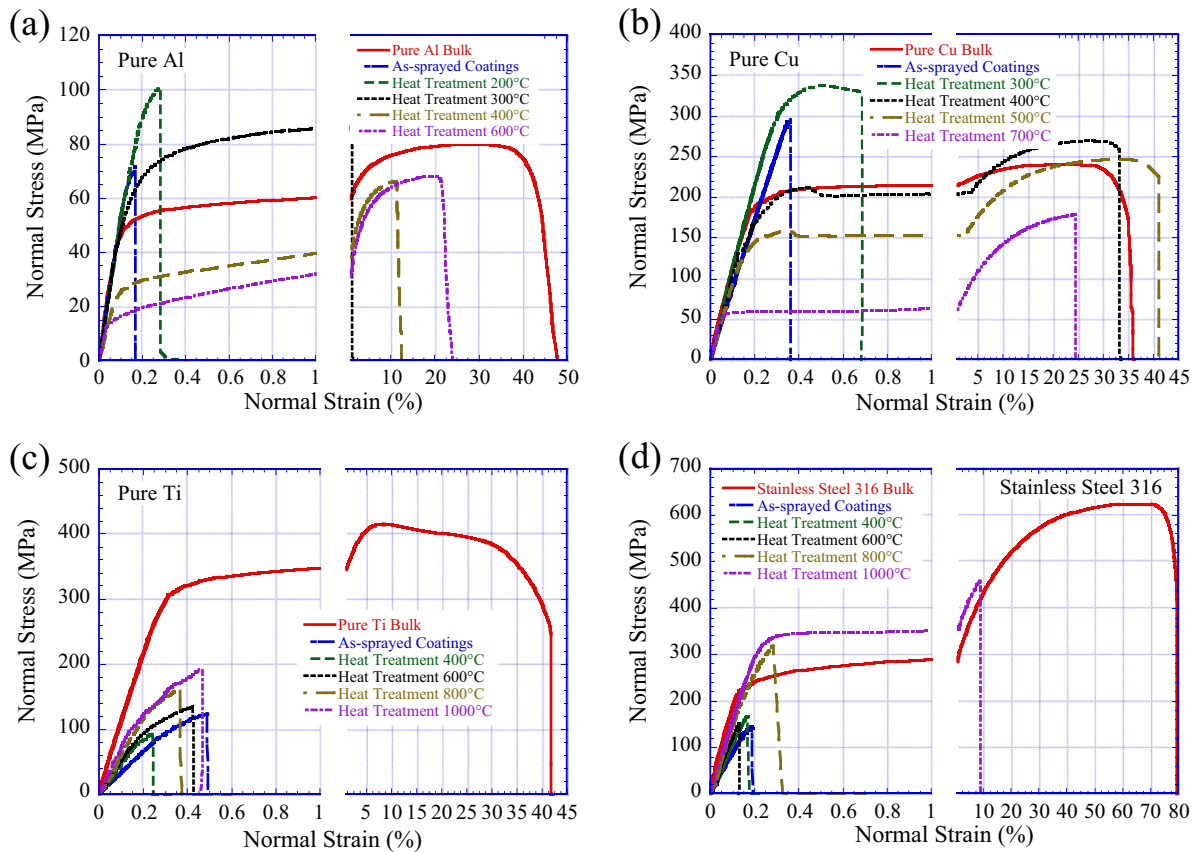 (a)
Pure Al
Pure Al Bulk
As-sprayed Coatings
Heat Treatment 200°C
Heat Treatment 300°C
Heat Treatment 400°C
Heat Treatment 600°C
Normal Stress (MPa)
120
100
80
60
40
20
0
0 0.2 0.4 0.6 0.8 1 10 20 30 40 50
Normal Strain (%) Normal Strain (%)
(b)
Pure Cu
Pure Cu Bulk
As-sprayed Coatings
Heat Treatment 300°C
Heat Treatment 400°C
Heat Treatment 500°C
Heat Treatment 700°C
Normal Stress (MPa)
400
350
300
250
200
150
100
50
0
0 0.2 0.4 0.6 0.8 1 5 10 15 20 25 30 35 40 45
Normal Strain (%) Normal Strain (%)
(c)
Pure Ti
Pure Ti Bulk
As-sprayed Coatings
Heat Treatment 400°C
Heat Treatment 600°C
Heat Treatment 800°C
Heat Treatment 1000°C
Normal Stress (MPa)
500
400
300
200
100
0
0 0.2 0.4 0.6 0.8 1 5 10 15 20 25 30 35 40 45
Normal Strain (%) Normal Strain (%)
(d)
Stainless Steel 316 Bulk
As-sprayed Coatings
Heat Treatment 400°C
Heat Treatment 600°C
Heat Treatment 800°C
Heat Treatment 1000°C
Stainless Steel 316
Normal Stress (MPa)
700
600
500
400
300
200
100
0
0 0.2 0.4 0.6 0.8 1 10 20 30 40 50 60 70 80
Normal Strain (%) Normal Strain (%)